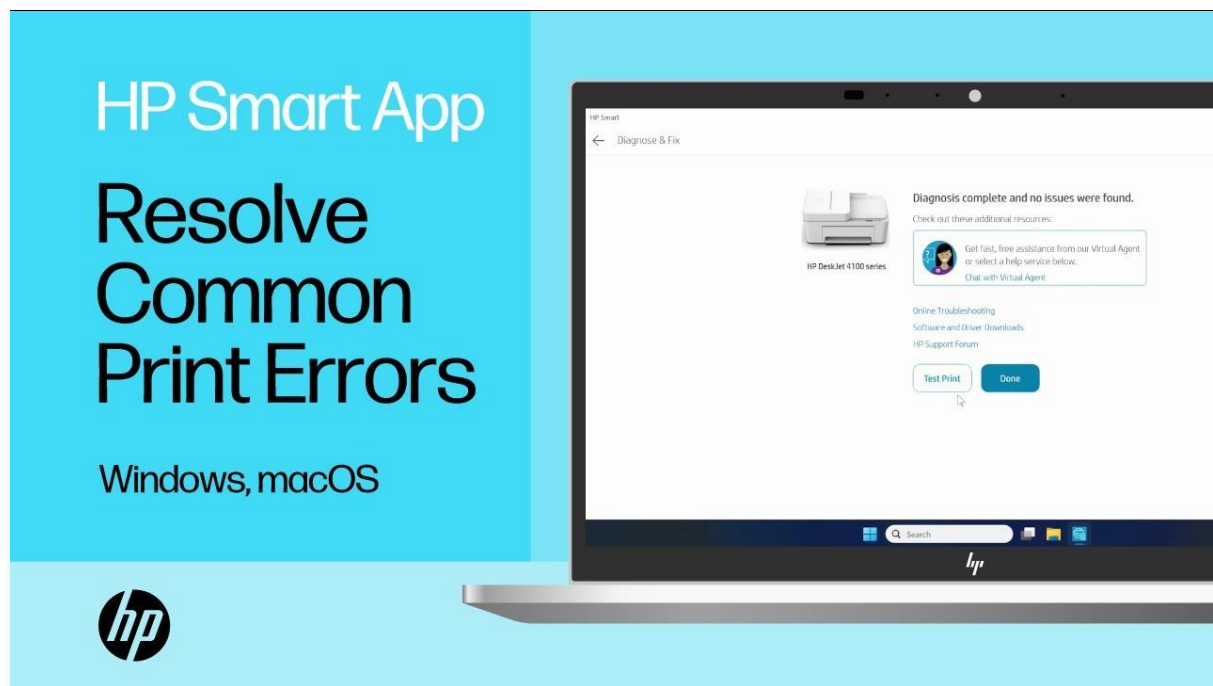 HP Smart App
Resolve
Common
Print Errors
Windows, macOS
hp
HP Smart
Diagnose & Fix
HP DeskJet 4100 series
Diagnosis complete and no issues were found.
Check out these additional resources:
Get fast, free assistance from our Virtual Agent
or select a help service below.
Chat with Virtual Agent
Online Troubleshooting
Software and Driver Downloads
HP Support Forum
Test Print
Done
Search
hp